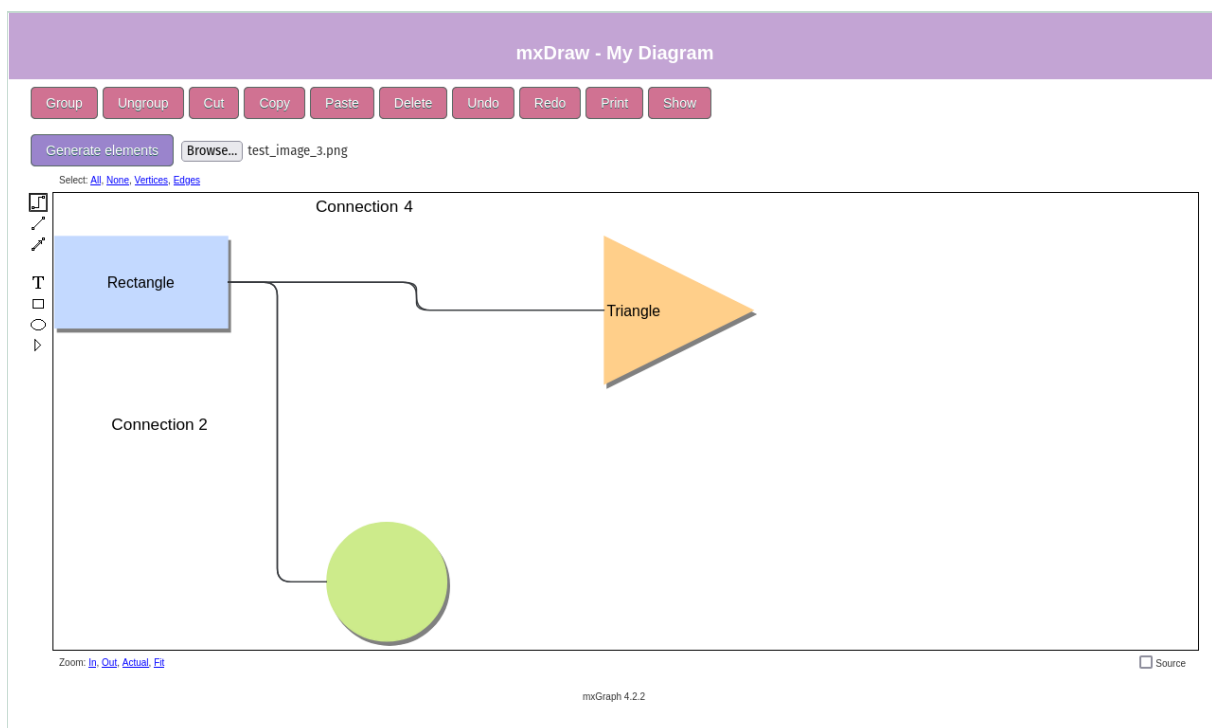 mxDraw - My Diagram
Group Ungroup Cut Copy Paste Delete Undo Redo Print Show
Generate elements Browse... test_image_3.png
Select: All, None, Vertices, Edges
Connection 4
T
Rectangle
Triangle
Connection 2
Zoom: In, Out, Actual, Fit
Source
mxGraph 4.2.2